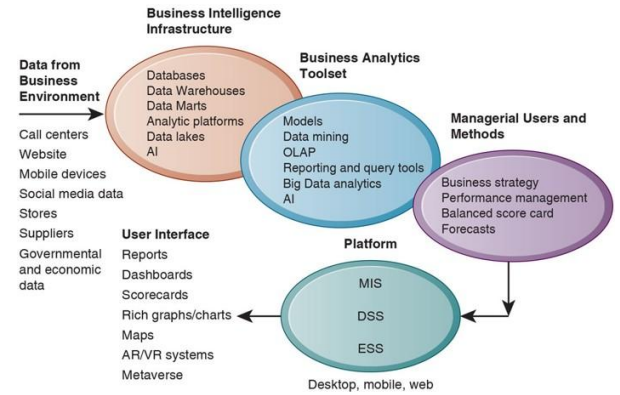 Business Intelligence
Infrastructure
Data from
Business
Environment
Call centers
Website
Mobile devices
Social media data
Stores
Suppliers
Governmental
and economic
data
Databases
Data Warehouses
Data Marts
Analytic platforms
Data lakes
AI
Business Analytics
Toolset
Models
Data mining
OLAP
Reporting and query tools
Big Data analytics
AI
Managerial Users and
Methods
Business strategy
Performance management
Balanced score card
Forecasts
Platform
MIS
DSS
ESS
Desktop, mobile, web
User Interface
Reports
Dashboards
Scorecards
Rich graphs/charts
Maps
AR/VR systems
Metaverse